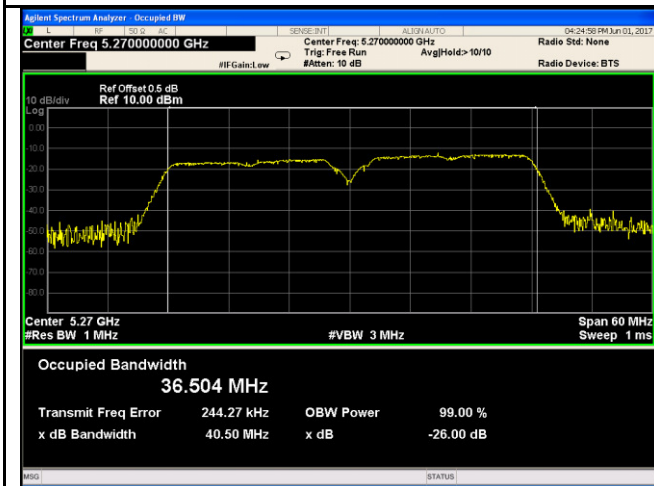 Agilent Spectrum Analyzer - Occupied BW
L RF 50 Ω AC SENSE:INT ALIGN AUTO 04:24:58 PM Jun 01, 2017
Center Freq 5.270000000 GHz Center Freq: 5.270000000 GHz Radio Std: None
Trig: Free Run Avg|Hold:>10/10
#IFGain:Low #Atten: 10 dB Radio Device: BTS
Ref Offset 0.5 dB
10 dB/div Ref 10.00 dBm
Log
0.00
-10.0
-20.0
-30.0
-40.0
-50.0
-60.0
-70.0
-80.0
Center 5.27 GHz Span 60 MHz
#Res BW 1 MHz #VBW 3 MHz Sweep 1 ms
Occupied Bandwidth
36.504 MHz
Transmit Freq Error 244.27 kHz OBW Power 99.00 %
x dB Bandwidth 40.50 MHz x dB -26.00 dB
MSG STATUS